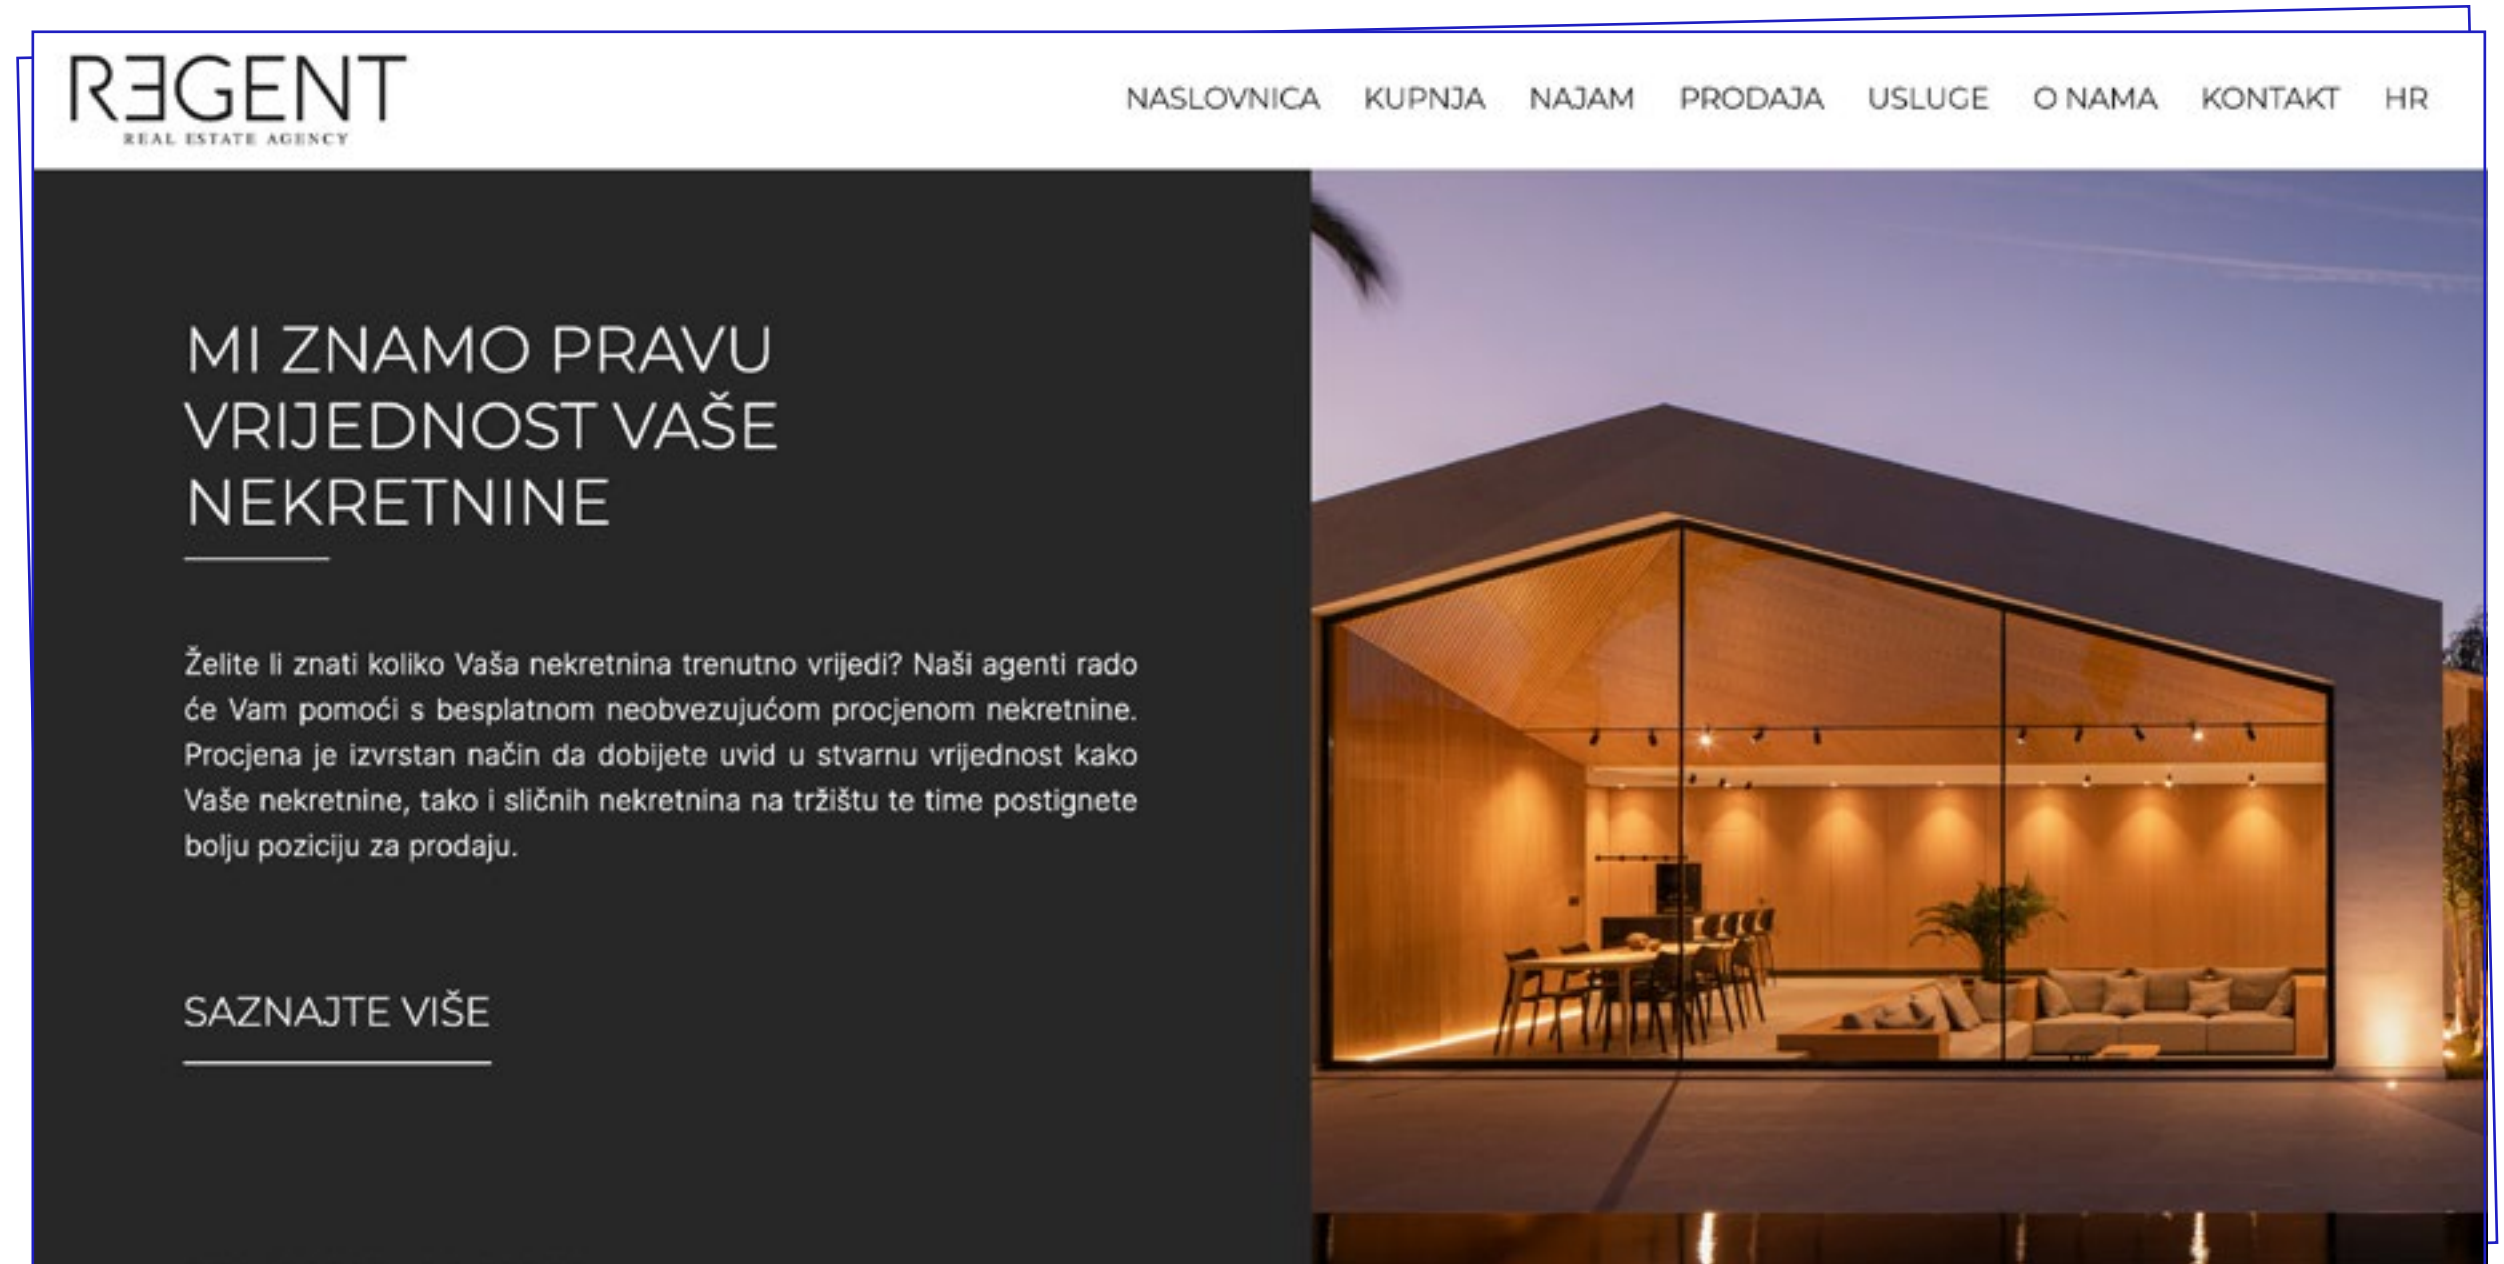 REGENT
REAL ESTATE AGENCY
NASLOVNICA KUPNJA NAJAM PRODAJA USLUGE O NAMA KONTAKT HR
MI ZNAMO PRAVU
VRIJEDNOST VAŠE
NEKRETNINE
Želite li znati koliko Vaša nekretnina trenutno vrijedi? Naši agenti rado
će Vam pomoći s besplatnom neobvezujućom procjenom nekretnine.
Procjena je izvrstan način da dobijete uvid u stvarnu vrijednost kako
Vaše nekretnine, tako i sličnih nekretnina na tržištu te time postignete
bolju poziciju za prodaju.
SAZNAJTE VIŠE